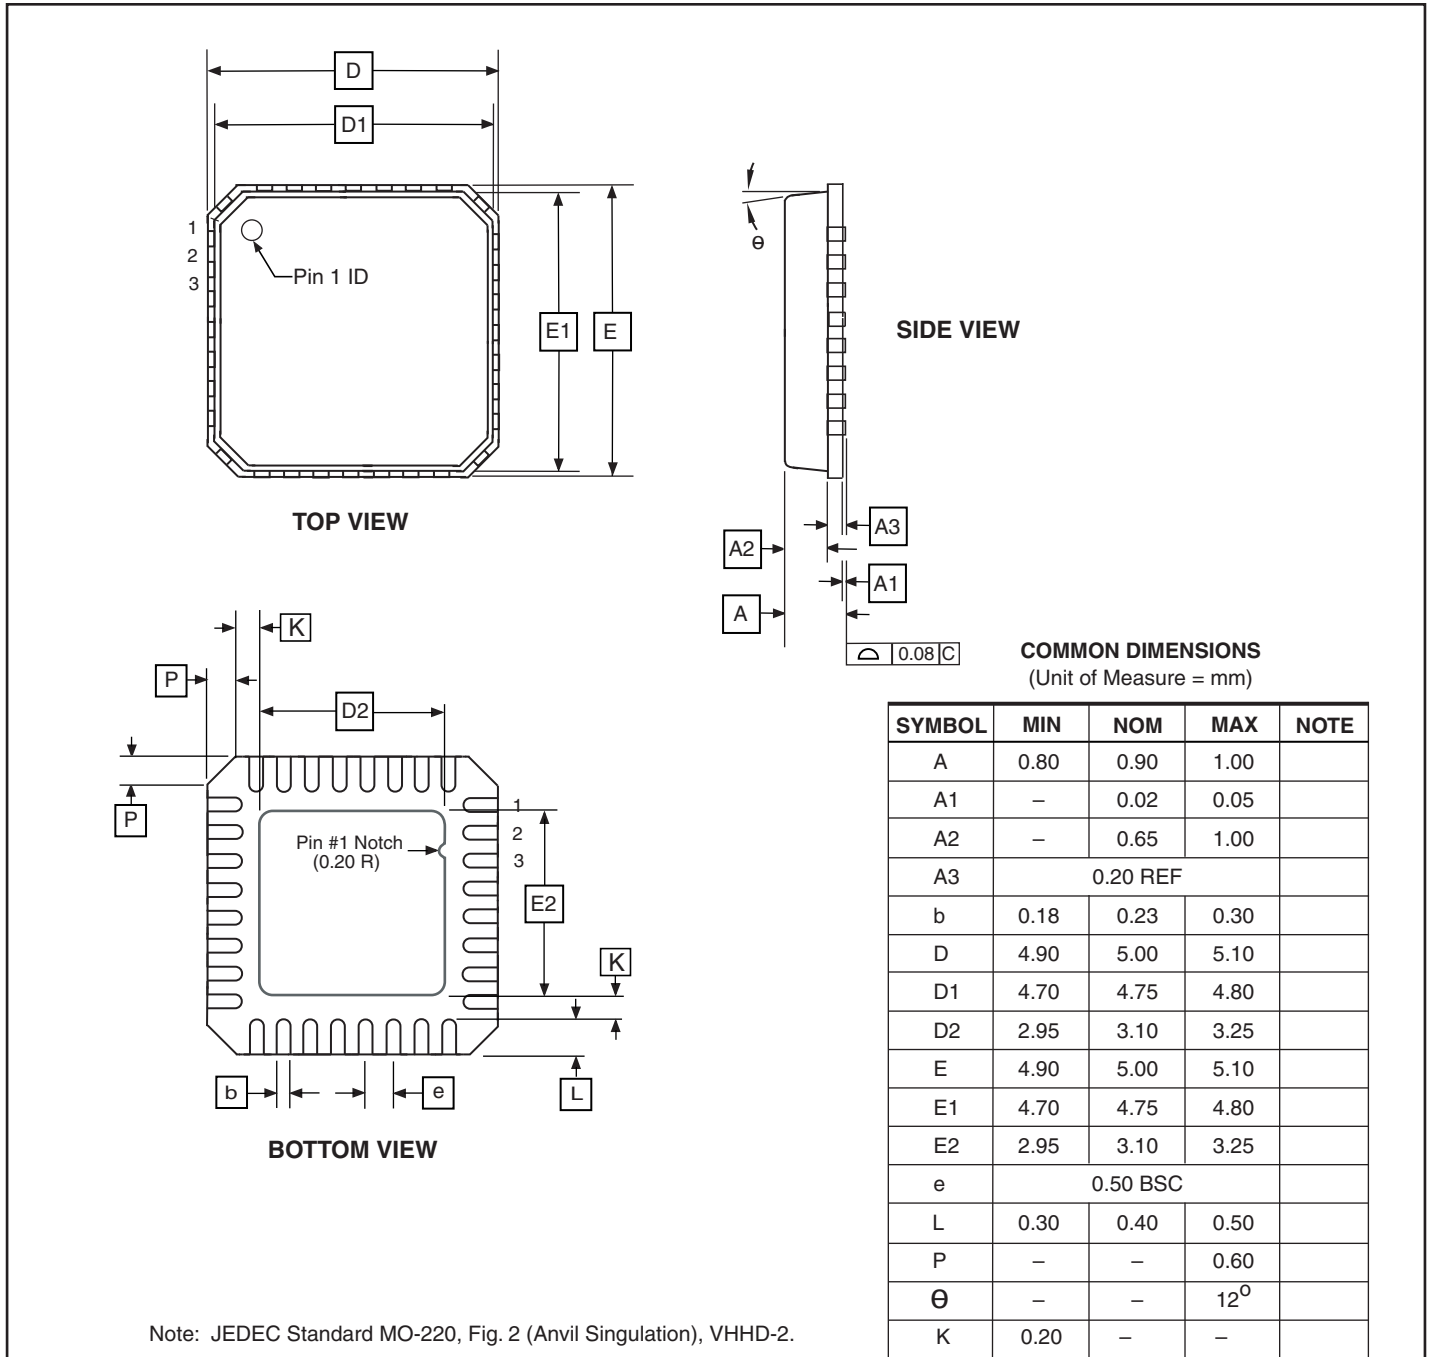 D
D1
1
2
3
Pin 1 ID
E1
E
TOP VIEW
θ
SIDE VIEW
A3
A2
A1
A
0.08 C
K
P
D2
P
1
2
3
Pin #1 Notch
(0.20 R)
E2
K
b
e
L
BOTTOM VIEW
COMMON DIMENSIONS
(Unit of Measure = mm)
SYMBOL MIN NOM MAX NOTE
A 0.80 0.90 1.00
A1 – 0.02 0.05
A2 – 0.65 1.00
A3 0.20 REF
b 0.18 0.23 0.30
D 4.90 5.00 5.10
D1 4.70 4.75 4.80
D2 2.95 3.10 3.25
E 4.90 5.00 5.10
E1 4.70 4.75 4.80
E2 2.95 3.10 3.25
e 0.50 BSC
L 0.30 0.40 0.50
P – – 0.60
θ – – 12°
K 0.20 – –
Note: JEDEC Standard MO-220, Fig. 2 (Anvil Singulation), VHHD-2.